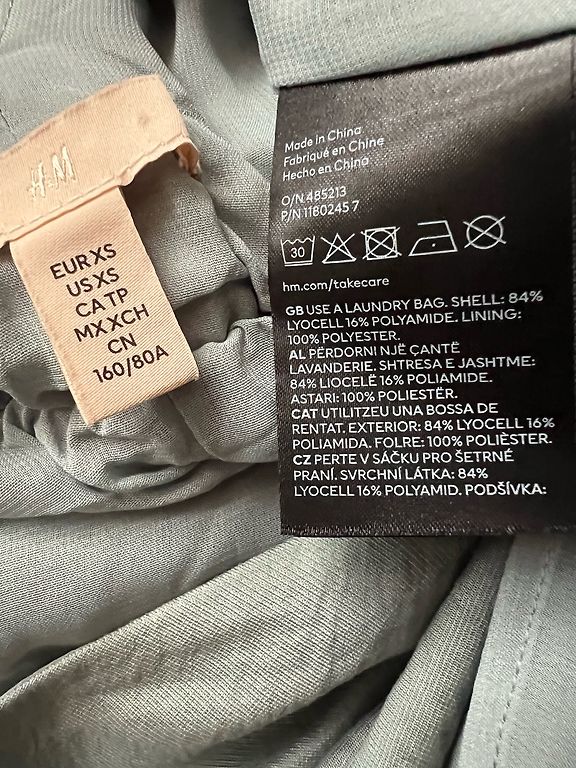 H&M
EUR XS
US XS
CA TP
MX XCH
CN
160/80A
Made in China
Fabriqué en Chine
Hecho en China
O/N 485213
P/N 1180245 7
30
hm.com/takecare
GB USE A LAUNDRY BAG. SHELL: 84%
LYOCELL 16% POLYAMIDE. LINING:
100% POLYESTER.
AL PËRDORNI NJË ÇANTË
LAVANDERIE. SHTRESA E JASHTME:
84% LIOCELË 16% POLIAMIDE.
ASTARI: 100% POLIESTËR.
CAT UTILITZEU UNA BOSSA DE
RENTAT. EXTERIOR: 84% LYOCELL 16%
POLIAMIDA. FOLRE: 100% POLIÈSTER.
CZ PERTE V SÁČKU PRO ŠETRNÉ
PRANÍ. SVRCHNÍ LÁTKA: 84%
LYOCELL 16% POLYAMID. PODŠÍVKA: